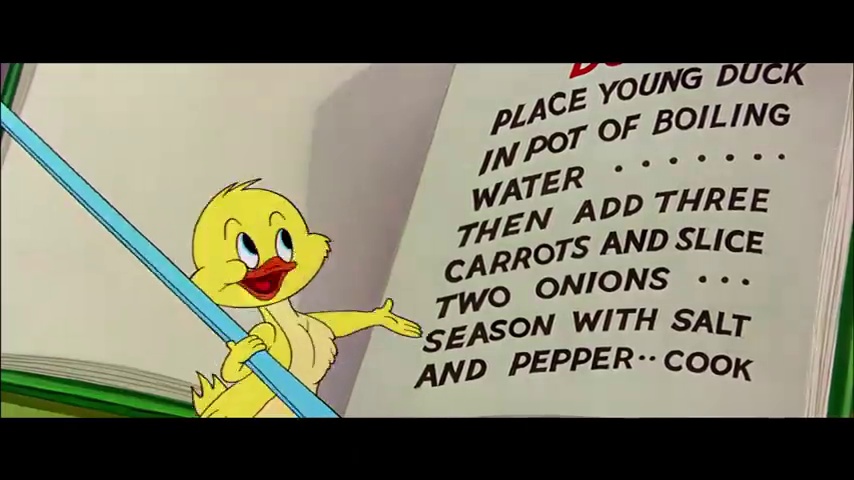 PLACE YOUNG DUCK
IN POT OF BOILING
WATER . . . . . . .
THEN ADD THREE
CARROTS AND SLICE
TWO ONIONS . . .
SEASON WITH SALT
AND PEPPER.. COOK